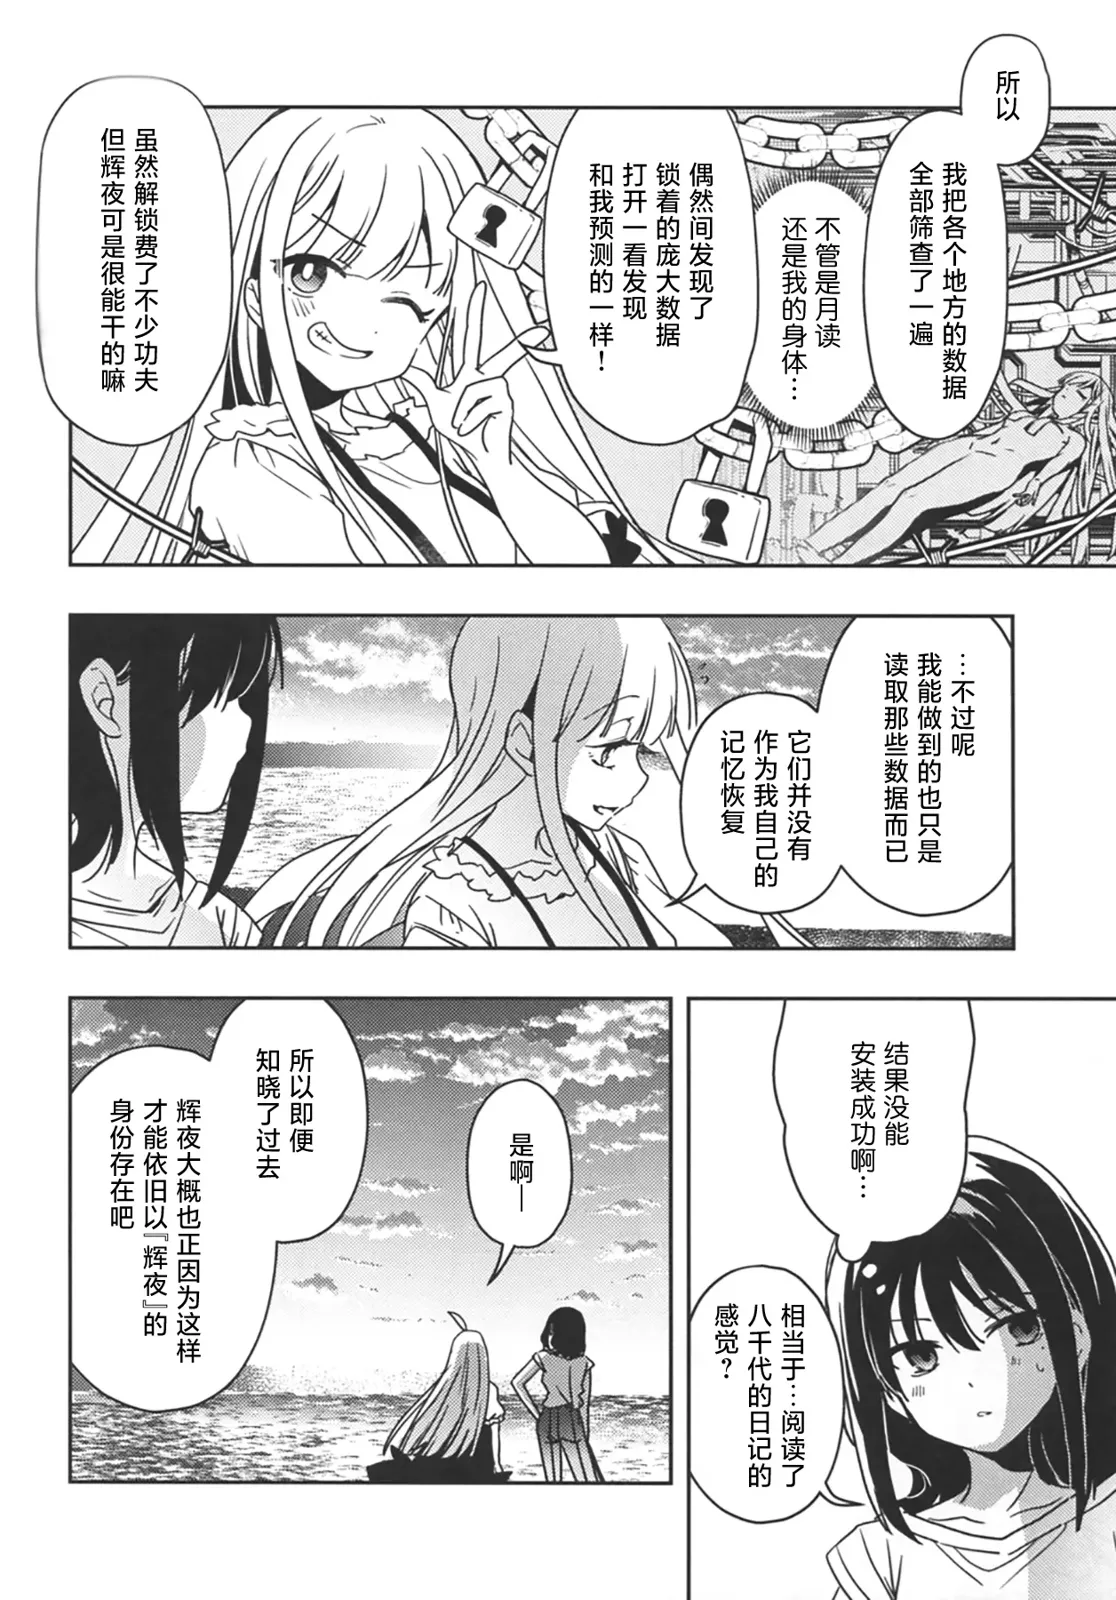 所以
我把各个地方的数据
全部筛查了一遍
不管是月读
还是我的身体…
偶然间发现了
锁着的庞大数据
打开一看发现
和我预测的一样！
虽然解锁费了不少功夫
但辉夜可是很能干的嘛
…不过呢
我能做到的也只是
读取那些数据而已
它们并没有
作为我自己的
记忆恢复
结果没能
安装成功啊…
相当于…阅读了
八千代的日记的
感觉？
是啊—
所以即便
知晓了过去
辉夜大概也正因为这样
才能依旧以『辉夜』的
身份存在吧